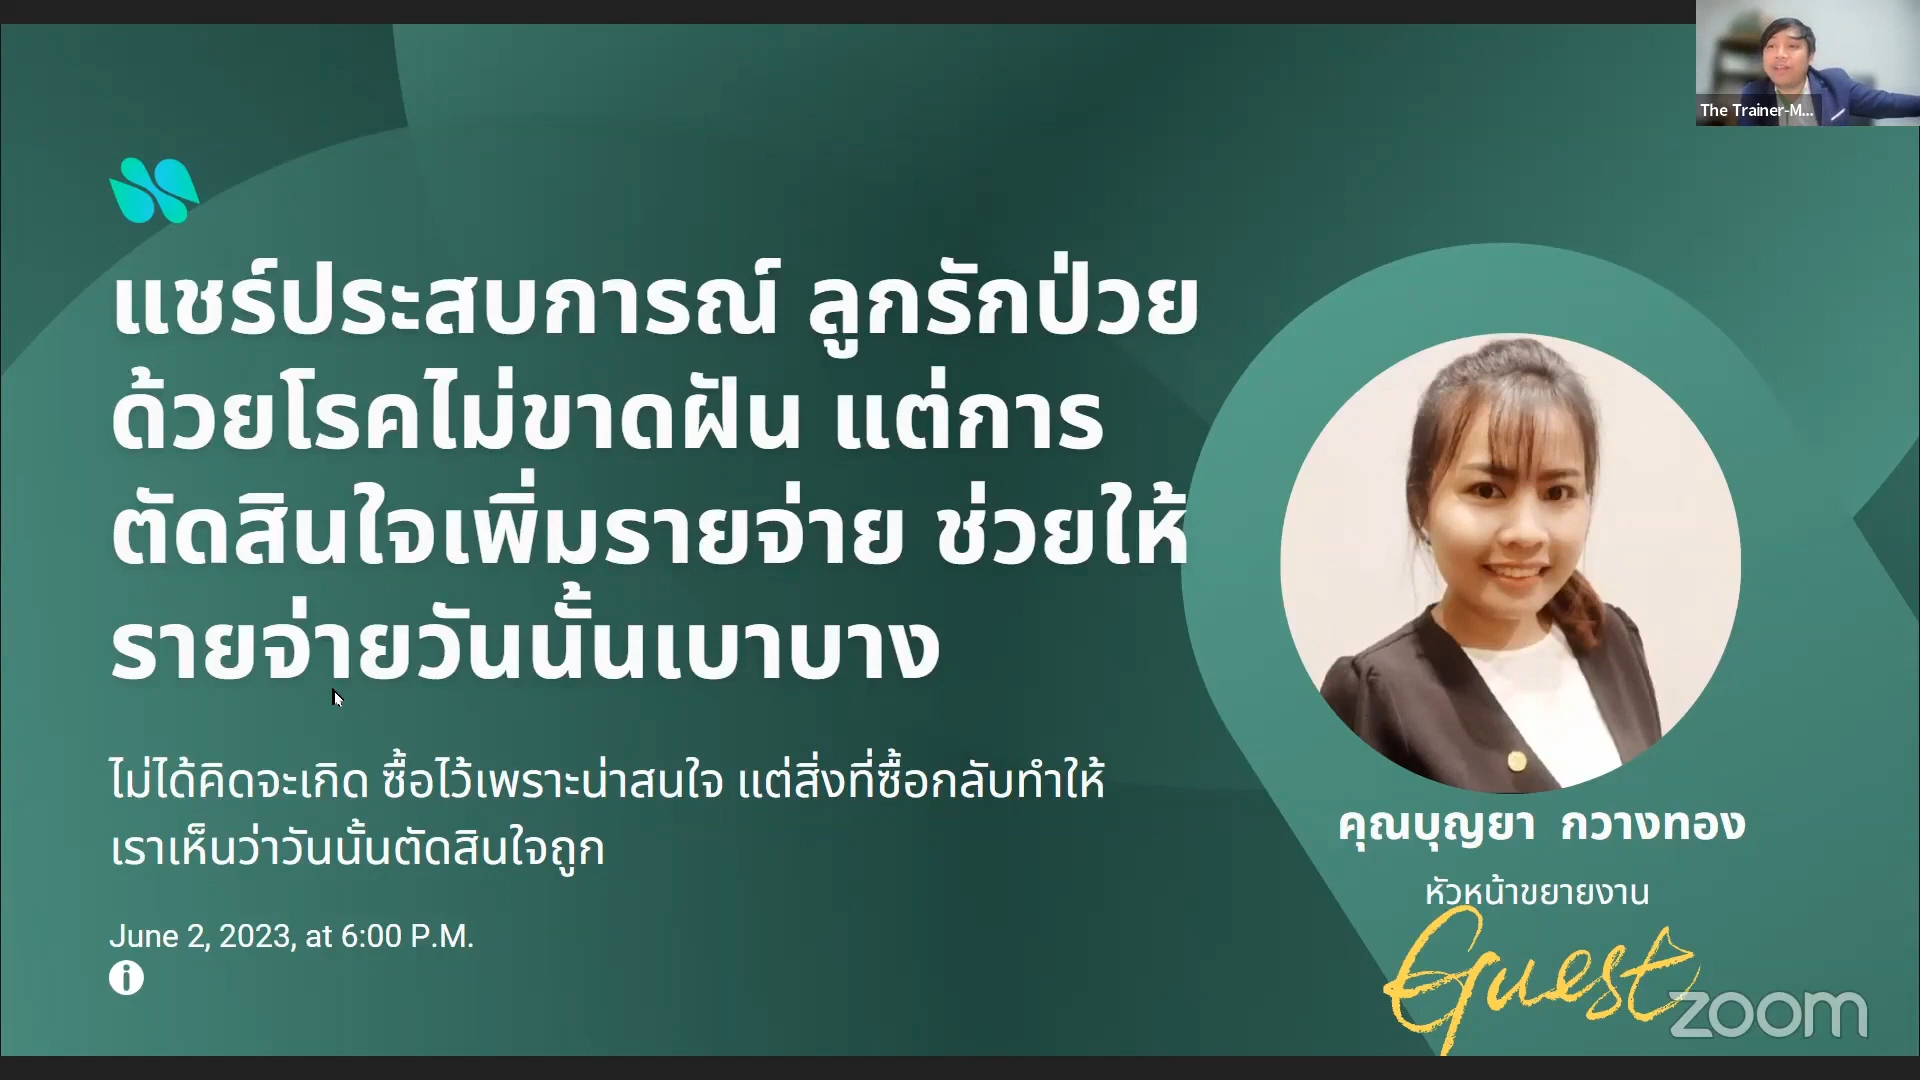 The Trainer-M...
แชร์ประสบการณ์ ลูกรักป่วย
ด้วยโรคไม่ขาดฝัน แต่การ
ตัดสินใจเพิ่มรายจ่าย ช่วยให้
รายจ่ายวันนั้นเบาบาง
ไม่ได้คิดจะเกิด ซื้อไว้เพราะน่าสนใจ แต่สิ่งที่ซื้อกลับทำให้
เราเห็นว่าวันนั้นตัดสินใจถูก
June 2, 2023, at 6:00 P.M.
คุณบุญยา กวางทอง
หัวหน้าขยายงาน
Guest
zoom